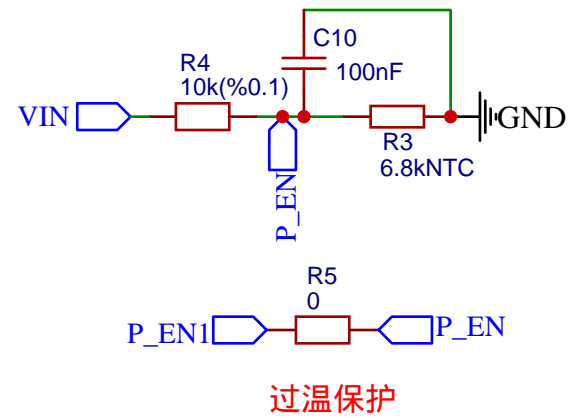 C10
100nF
R4
10k(%0.1)
VIN
GND
R3
6.8kNTC
P_EN
R5
0
P_EN1
P_EN
过温保护